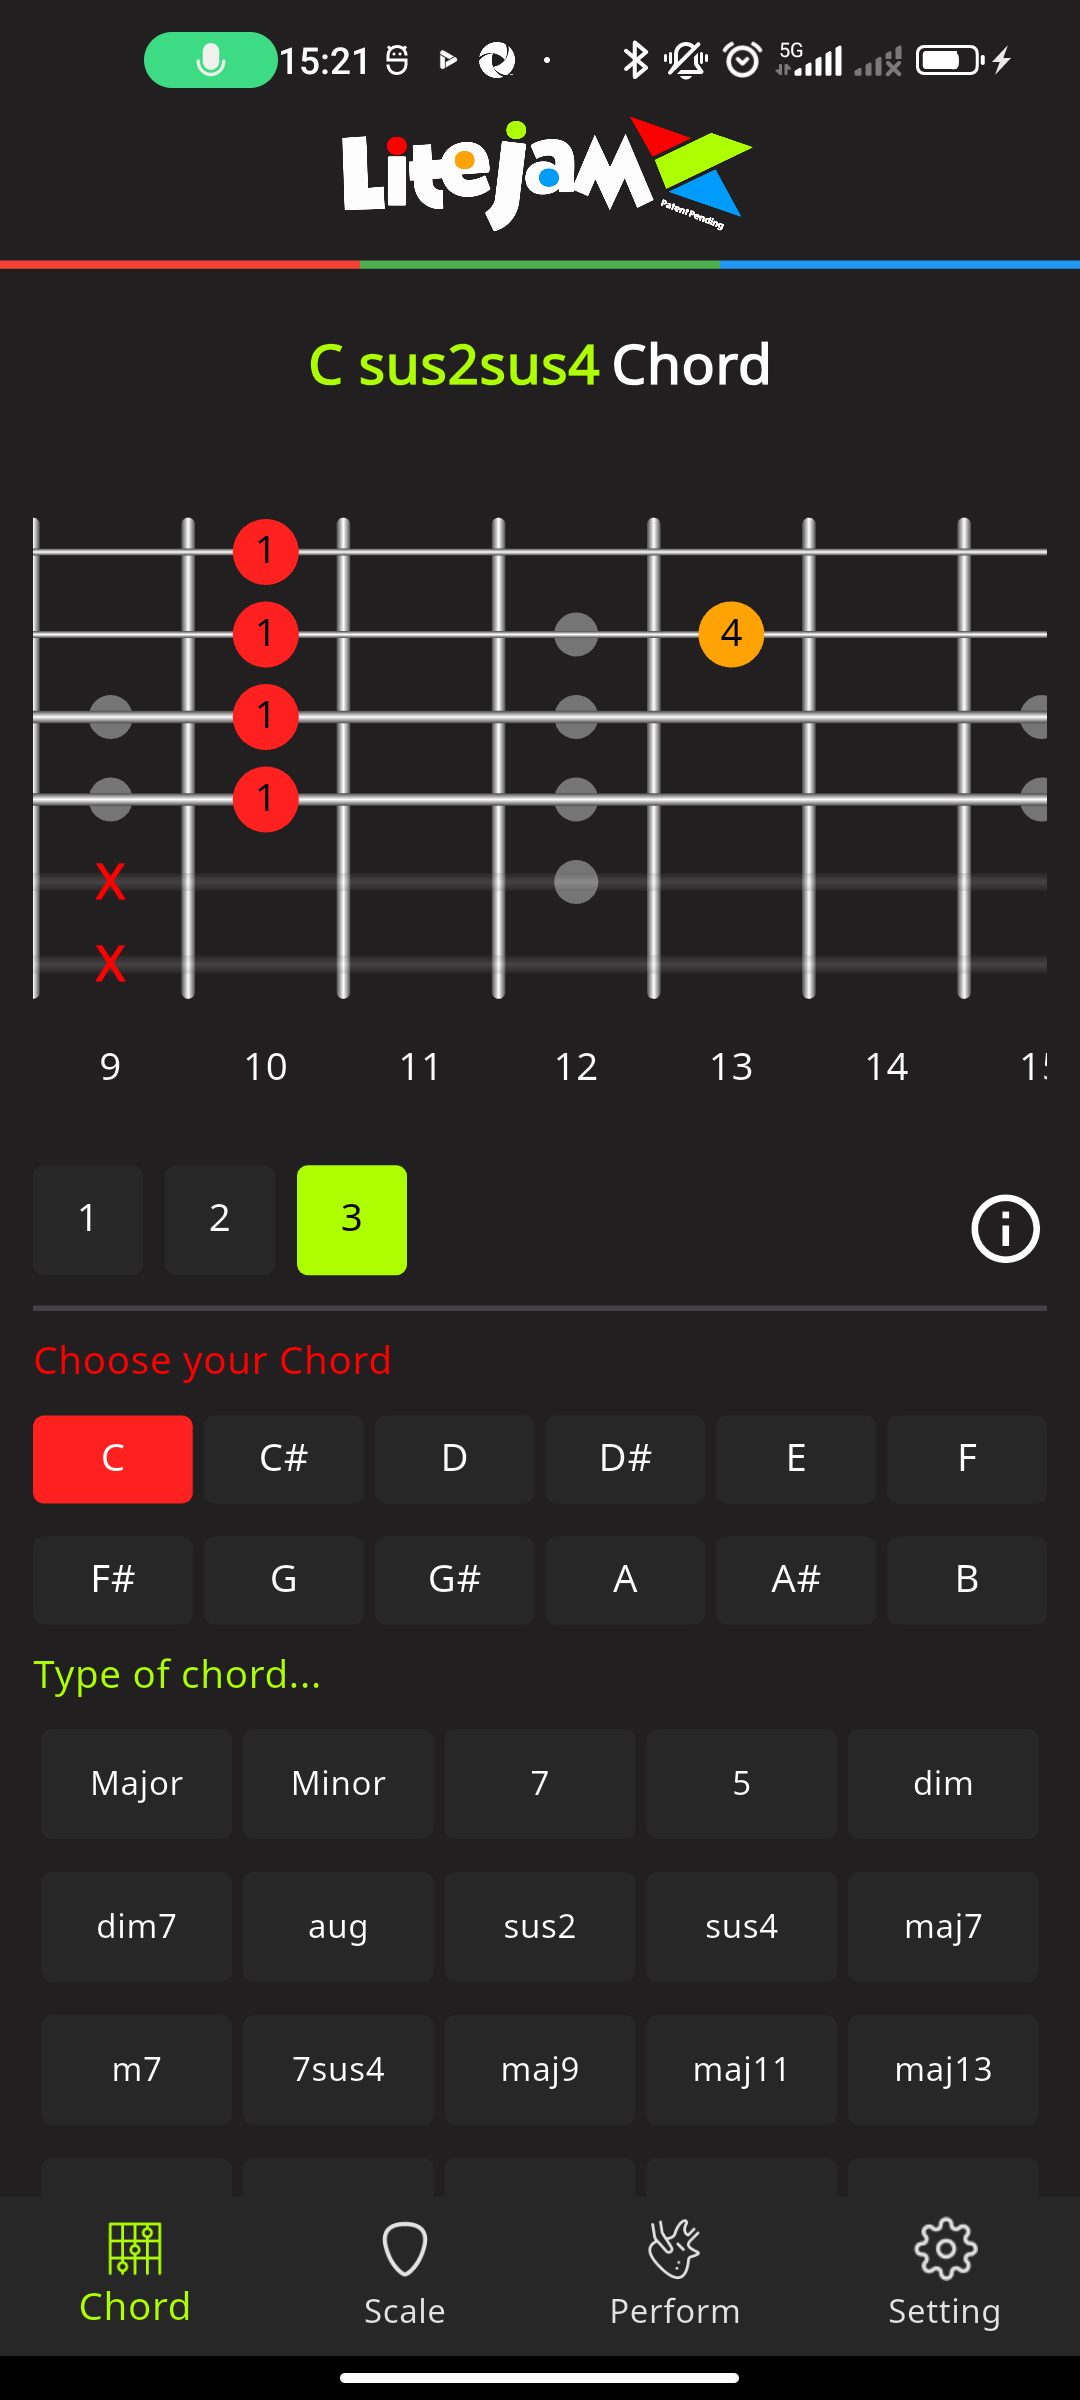 15:21 5G
Litejam
Patent Pending
C sus2sus4 Chord
1
1 4
1
1
X
X
9 10 11 12 13 14
1 2 3
Choose your Chord
C C# D D# E F
F# G G# A A# B
Type of chord...
Major Minor 7 5 dim
dim7 aug sus2 sus4 maj7
m7 7sus4 maj9 maj11 maj13
Chord Scale Perform Setting